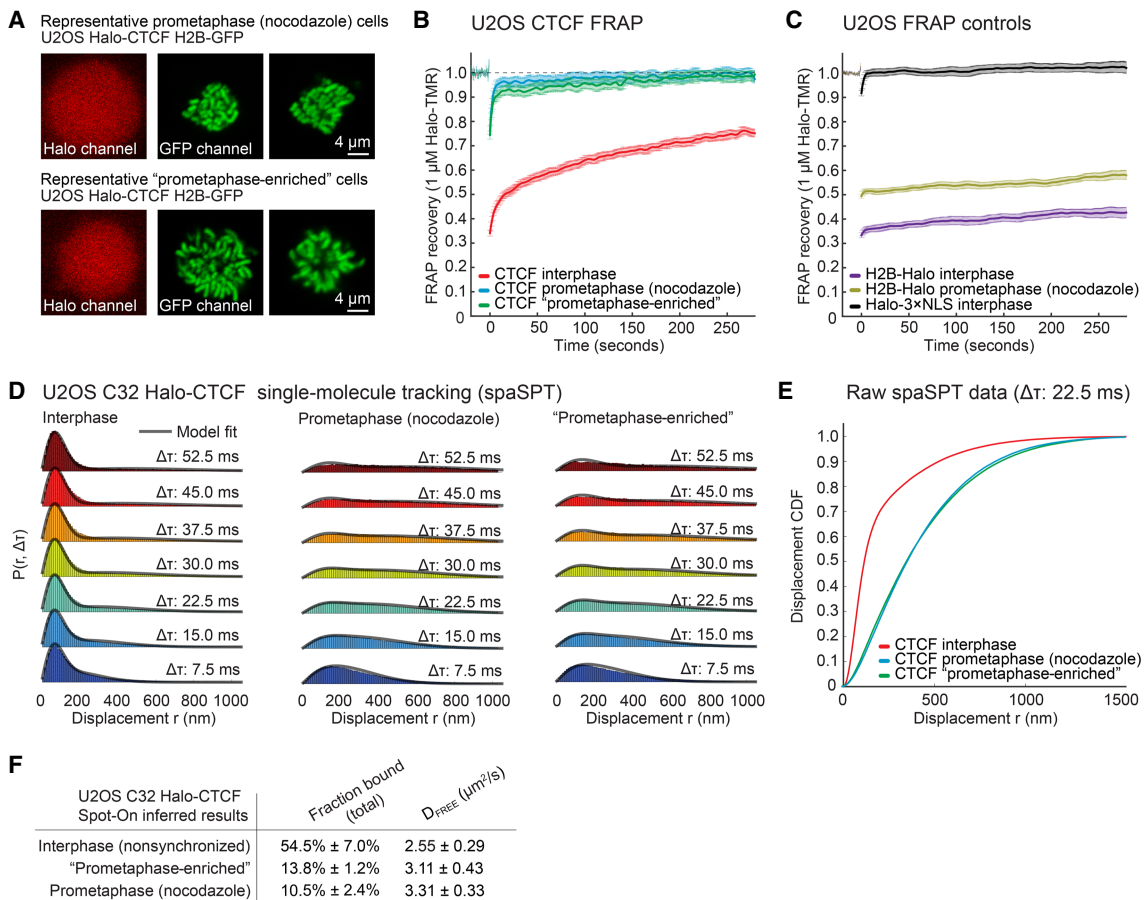 A
Representative prometaphase (nocodazole) cells
U2OS Halo-CTCF H2B-GFP
Halo channel
GFP channel
4 µm
Representative “prometaphase-enriched” cells
U2OS Halo-CTCF H2B-GFP
Halo channel
GFP channel
4 µm
B
U2OS CTCF FRAP
FRAP recovery (1 µM Halo-TMR)
1.0
0.9
0.8
0.7
0.6
0.5
0.4
0.3
0.2
0.1
0
CTCF interphase
CTCF prometaphase (nocodazole)
CTCF “prometaphase-enriched”
0 50 100 150 200 250
Time (seconds)
C
U2OS FRAP controls
FRAP recovery (1 µM Halo-TMR)
1.0
0.9
0.8
0.7
0.6
0.5
0.4
0.3
0.2
0.1
0
H2B-Halo interphase
H2B-Halo prometaphase (nocodazole)
Halo-3×NLS interphase
0 50 100 150 200 250
Time (seconds)
D
U2OS C32 Halo-CTCF single-molecule tracking (spaSPT)
Interphase
Model fit
P(r, Δτ)
Δτ: 52.5 ms
Δτ: 45.0 ms
Δτ: 37.5 ms
Δτ: 30.0 ms
Δτ: 22.5 ms
Δτ: 15.0 ms
Δτ: 7.5 ms
0 200 400 600 800 1000
Displacement r (nm)
Prometaphase (nocodazole)
Δτ: 52.5 ms
Δτ: 45.0 ms
Δτ: 37.5 ms
Δτ: 30.0 ms
Δτ: 22.5 ms
Δτ: 15.0 ms
Δτ: 7.5 ms
0 200 400 600 800 1000
Displacement r (nm)
“Prometaphase-enriched”
Δτ: 52.5 ms
Δτ: 45.0 ms
Δτ: 37.5 ms
Δτ: 30.0 ms
Δτ: 22.5 ms
Δτ: 15.0 ms
Δτ: 7.5 ms
0 200 400 600 800 1000
Displacement r (nm)
E
Raw spaSPT data (Δτ: 22.5 ms)
Displacement CDF
1.0
0.9
0.8
0.7
0.6
0.5
0.4
0.3
0.2
0.1
0
CTCF interphase
CTCF prometaphase (nocodazole)
CTCF “prometaphase-enriched”
0 500 1000 1500
Displacement r (nm)
F
U2OS C32 Halo-CTCF
Spot-On inferred results
Fraction bound
(total)
D_FREE (µm²/s)
Interphase (nonsynchronized) 54.5% ± 7.0% 2.55 ± 0.29
“Prometaphase-enriched” 13.8% ± 1.2% 3.11 ± 0.43
Prometaphase (nocodazole) 10.5% ± 2.4% 3.31 ± 0.33